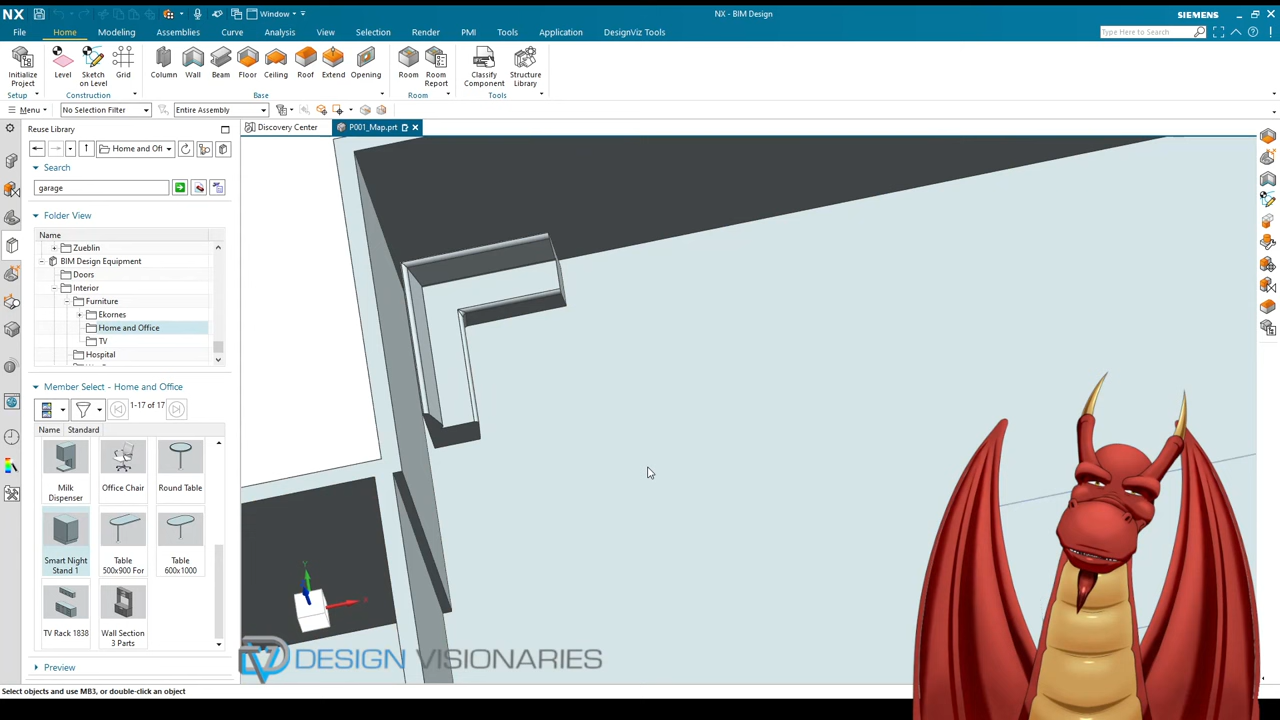 NX
Window
NX - BIM Design
SIEMENS
File Home Modeling Assemblies Curve Analysis View Selection Render PMI Tools Application DesignViz Tools
Type Here to Search
Initialize Project
Level
Sketch on Level
Grid
Column
Wall
Beam
Floor
Ceiling
Roof
Extend
Opening
Room
Room Report
Classify Component
Structure Library
Setup
Construction
Base
Room
Tools
Menu
No Selection Filter
Entire Assembly
Reuse Library
Discovery Center
P001_Map.prt
Home and Offi
Search
garage
Folder View
Name
Zueblin
BIM Design Equipment
Doors
Interior
Furniture
Ekornes
Home and Office
TV
Hospital
Member Select - Home and Office
1-17 of 17
Name Standard
Milk Dispenser
Office Chair
Round Table
Smart Night Stand 1
Table 500x900 For
Table 600x1000
TV Rack 1838
Wall Section 3 Parts
Preview
Y
X
DESIGN VISIONARIES
Select objects and use MB3, or double-click an object